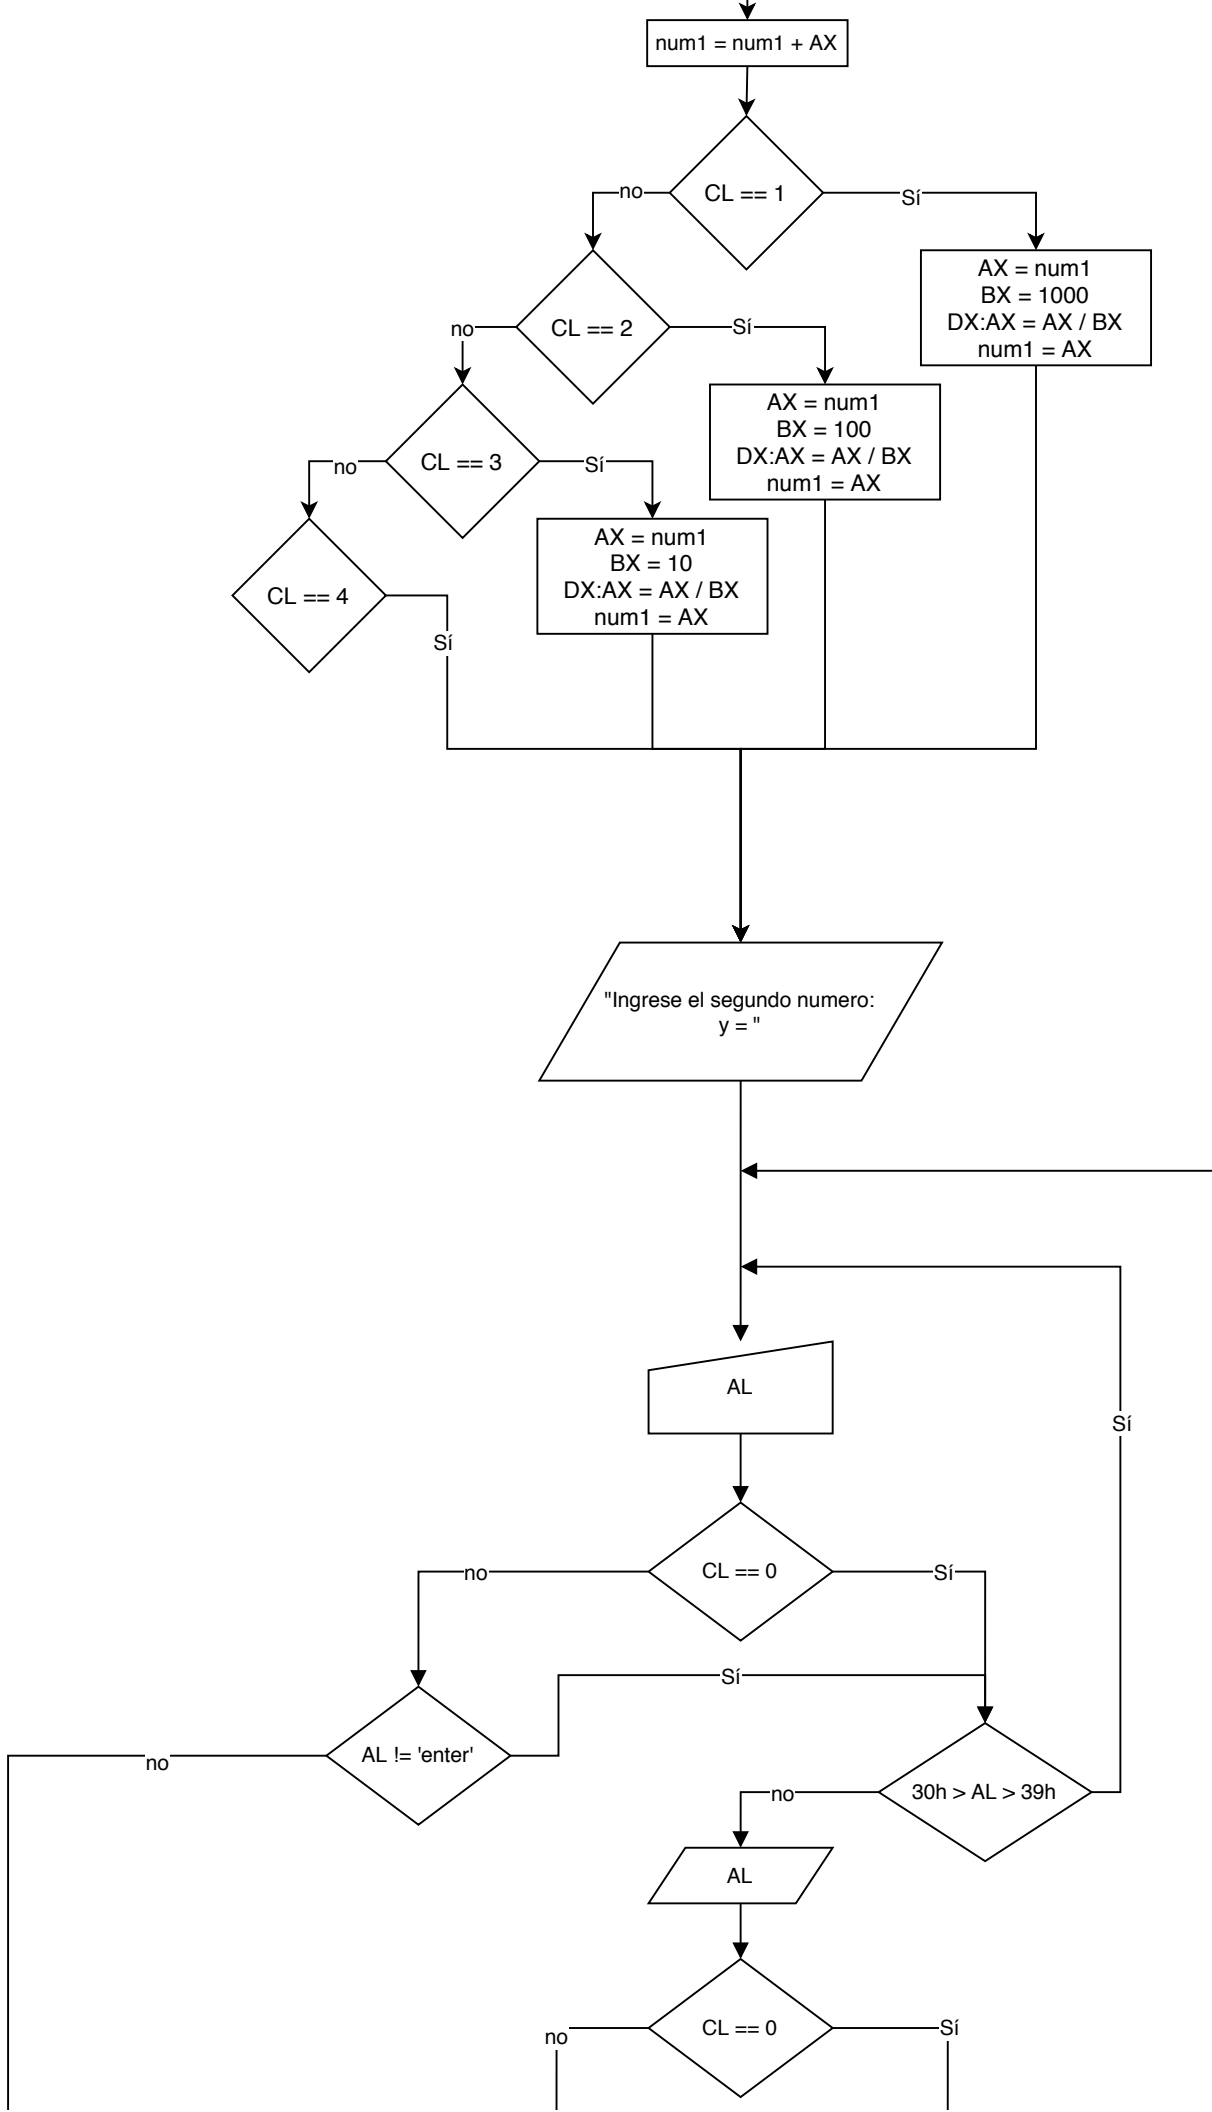 num1 = num1 + AX
CL == 1
no
Sí
AX = num1
BX = 1000
DX:AX = AX / BX
num1 = AX
CL == 2
no
Sí
AX = num1
BX = 100
DX:AX = AX / BX
num1 = AX
CL == 3
no
Sí
AX = num1
BX = 10
DX:AX = AX / BX
num1 = AX
CL == 4
Sí
"Ingrese el segundo numero:
y = "
AL
Sí
CL == 0
no
Sí
Sí
AL != 'enter'
no
30h > AL > 39h
no
AL
CL == 0
no
Sí